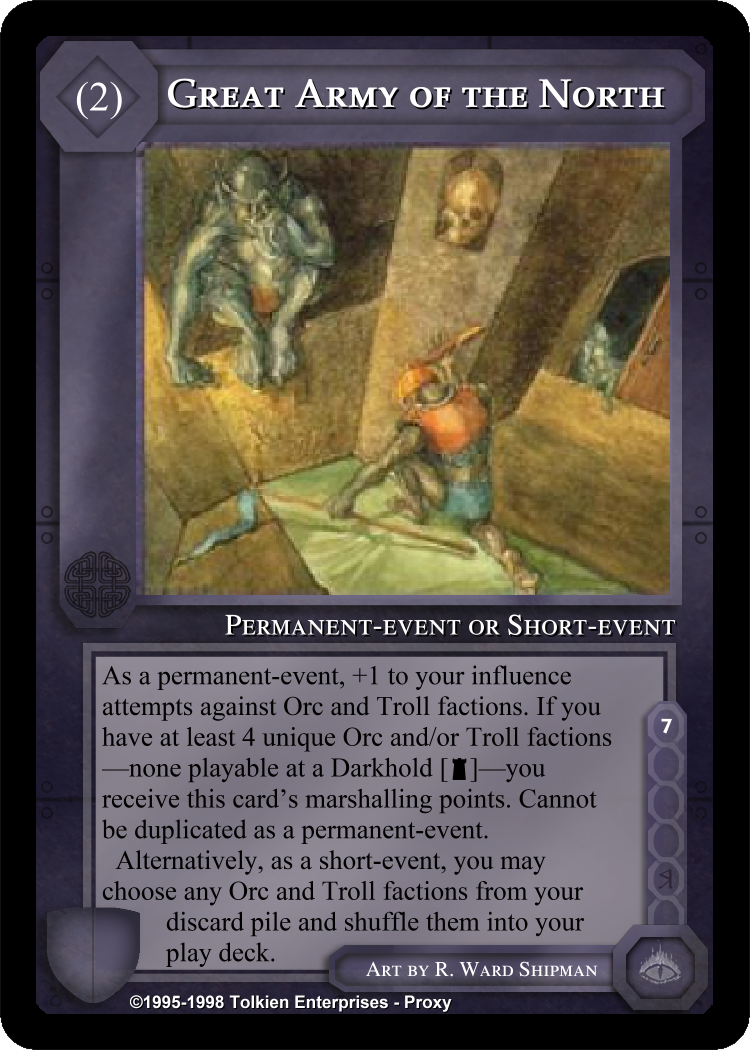 (2) Great Army of the North
Permanent-event or Short-event
As a permanent-event, +1 to your influence
attempts against Orc and Troll factions. If you
have at least 4 unique Orc and/or Troll factions
—none playable at a Darkhold [ ]—you
receive this card's marshalling points. Cannot
be duplicated as a permanent-event.
Alternatively, as a short-event, you may
choose any Orc and Troll factions from your
discard pile and shuffle them into your
play deck.
7
Art by R. Ward Shipman
©1995-1998 Tolkien Enterprises - Proxy